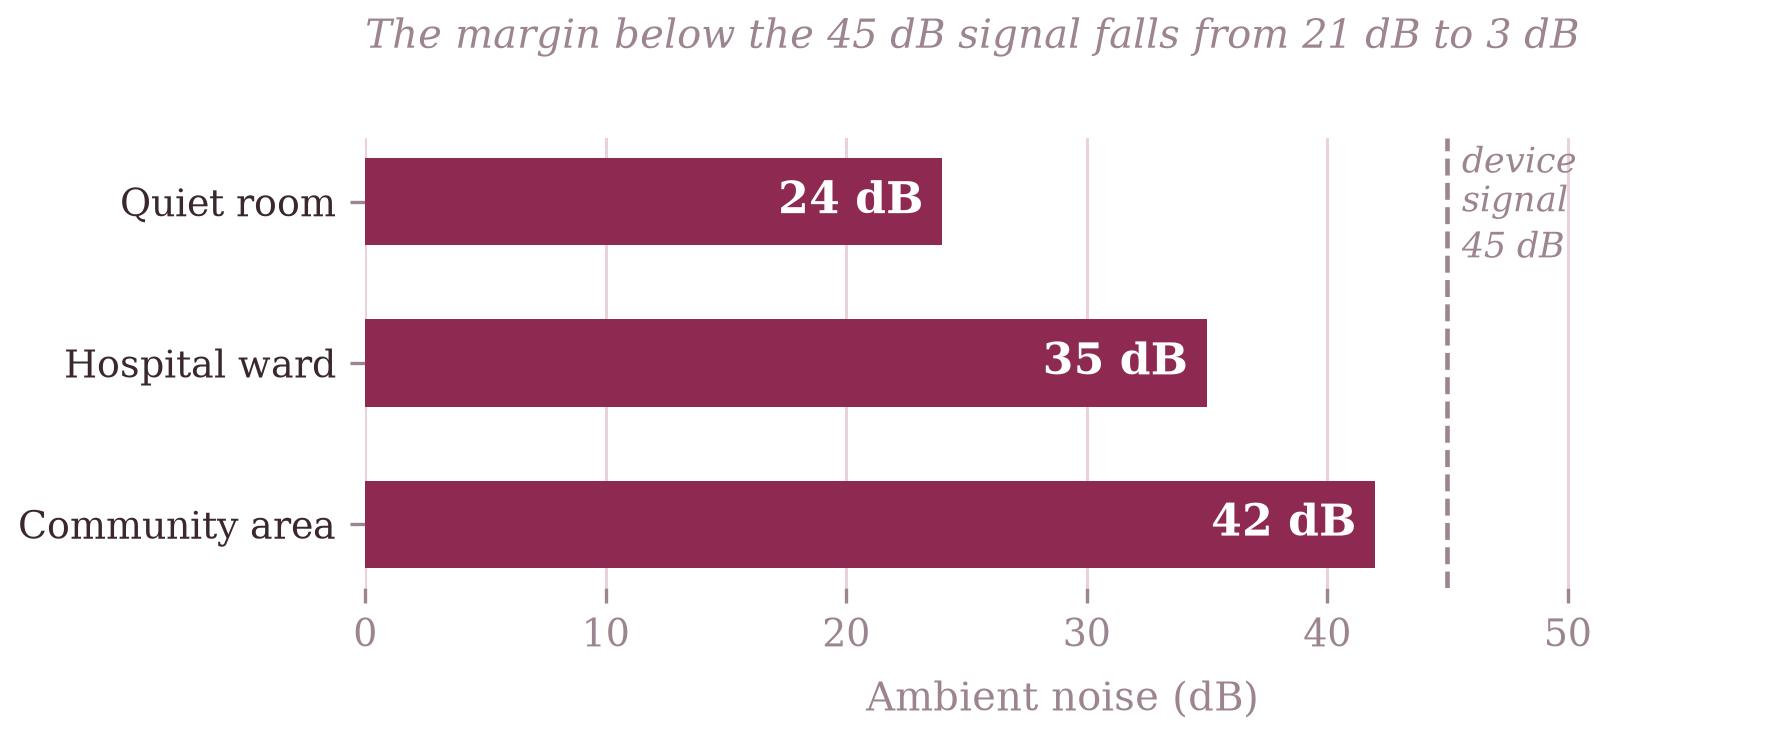 The margin below the 45 dB signal falls from 21 dB to 3 dB
device
signal
45 dB
Quiet room
24 dB
Hospital ward
35 dB
Community area
42 dB
0 10 20 30 40 50
Ambient noise (dB)